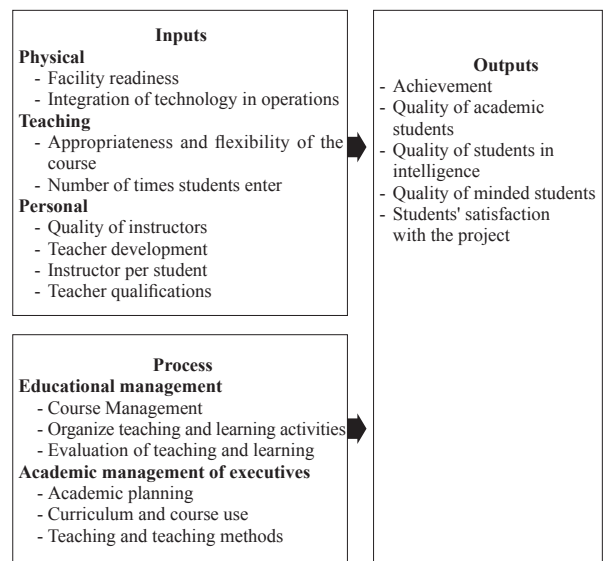 Inputs
Physical
- Facility readiness
- Integration of technology in operations
Teaching
- Appropriateness and flexibility of the
course
- Number of times students enter
Personal
- Quality of instructors
- Teacher development
- Instructor per student
- Teacher qualifications
Process
Educational management
- Course Management
- Organize teaching and learning activities
- Evaluation of teaching and learning
Academic management of executives
- Academic planning
- Curriculum and course use
- Teaching and teaching methods
Outputs
- Achievement
- Quality of academic
students
- Quality of students in
intelligence
- Quality of minded students
- Students' satisfaction
with the project